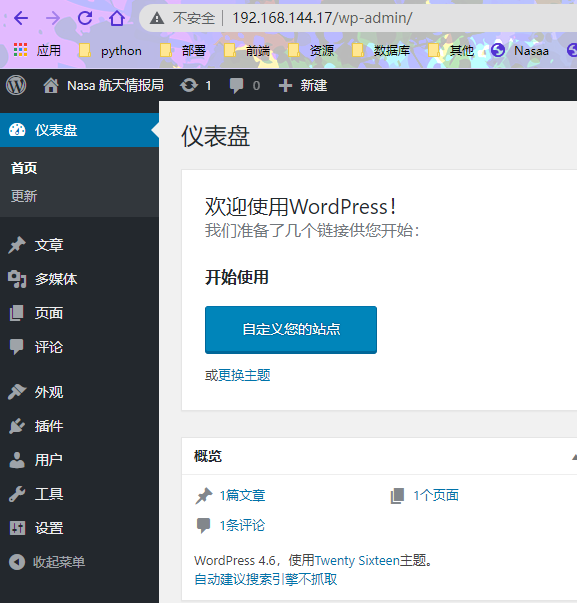 不安全 192.168.144.17/wp-admin/
应用 python 部署 前端 资源 数据库 其他 Nasaa
Nasa 航天情报局 1 0 新建
仪表盘
首页
更新
文章
多媒体
页面
评论
外观
插件
用户
工具
设置
收起菜单
仪表盘
欢迎使用WordPress！
我们准备了几个链接供您开始：
开始使用
自定义您的站点
或更换主题
概览
1篇文章 1个页面
1条评论
WordPress 4.6，使用Twenty Sixteen主题。
自动建议搜索引擎不抓取